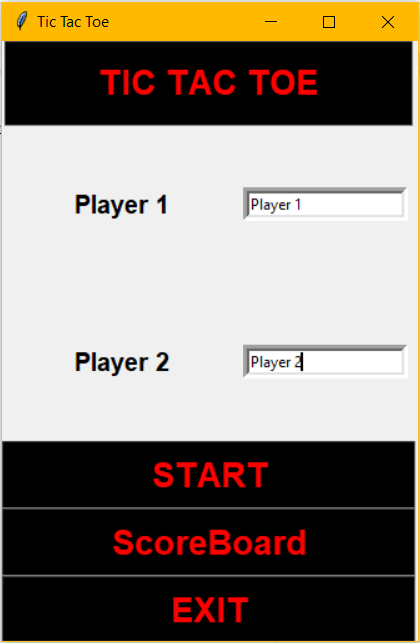 Tic Tac Toe
TIC TAC TOE
Player 1 Player 1
Player 2 Player 2
START
ScoreBoard
EXIT